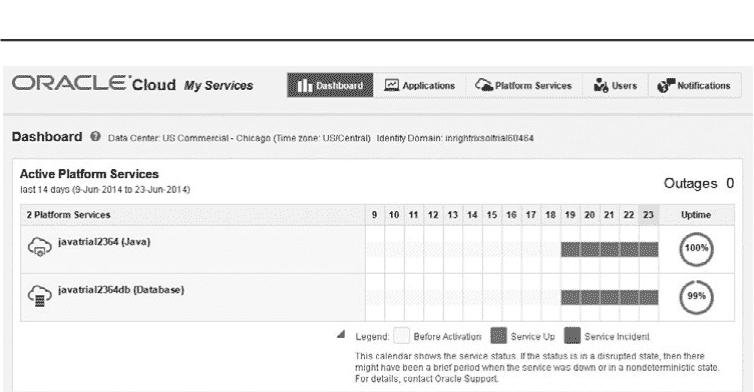 ORACLE Cloud My Services
Dashboard Applications Platform Services Users Notifications
Dashboard Data Center: US Commercial - Chicago (Time zone: US/Central) Identity Domain: inrightrixsoltrial60464
Active Platform Services
last 14 days (9-Jun-2014 to 23-Jun-2014)
Outages 0
2 Platform Services 9 10 11 12 13 14 15 16 17 18 19 20 21 22 23 Uptime
javatrial2364 (Java) 100%
javatrial2364db (Database) 99%
Legend: Before Activation Service Up Service Incident
This calendar shows the service status. If the status is in a disrupted state, then there
might have been a brief period when the service was down or in a nondeterministic state.
For details, contact Oracle Support.